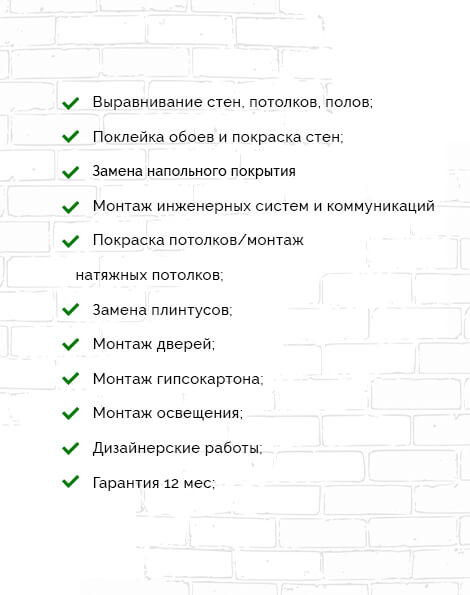 Выравнивание стен, потолков, полов;
Поклейка обоев и покраска стен;
Замена напольного покрытия
Монтаж инженерных систем и коммуникаций
Покраска потолков/монтаж
натяжных потолков;
Замена плинтусов;
Монтаж дверей;
Монтаж гипсокартона;
Монтаж освещения;
Дизайнерские работы;
Гарантия 12 мес;